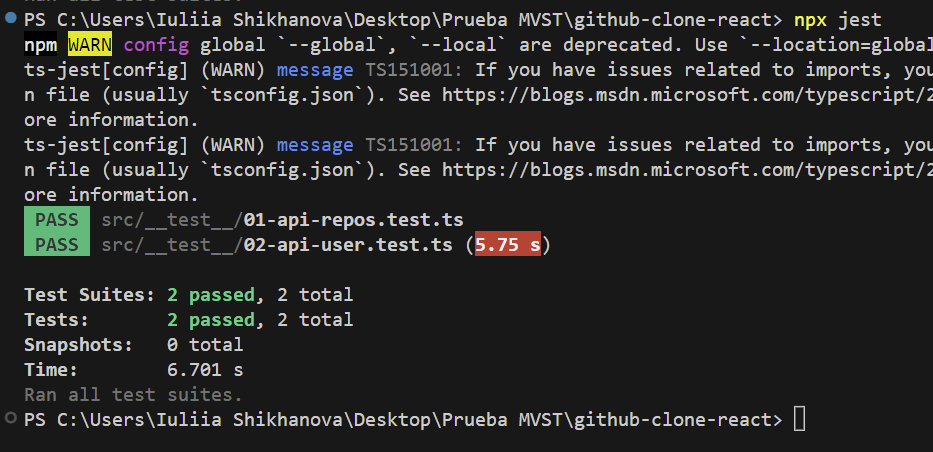 PS C:\Users\Iuliia Shikhanova\Desktop\Prueba MVST\github-clone-react> npx jest
npm WARN config global `--global`, `--local` are deprecated. Use `--location=global
ts-jest[config] (WARN) message TS151001: If you have issues related to imports, you
n file (usually `tsconfig.json`). See https://blogs.msdn.microsoft.com/typescript/2
ore information.
ts-jest[config] (WARN) message TS151001: If you have issues related to imports, you
n file (usually `tsconfig.json`). See https://blogs.msdn.microsoft.com/typescript/2
ore information.
PASS src/__test__/01-api-repos.test.ts
PASS src/__test__/02-api-user.test.ts (5.75 s)
Test Suites: 2 passed, 2 total
Tests: 2 passed, 2 total
Snapshots: 0 total
Time: 6.701 s
Ran all test suites.
PS C:\Users\Iuliia Shikhanova\Desktop\Prueba MVST\github-clone-react>